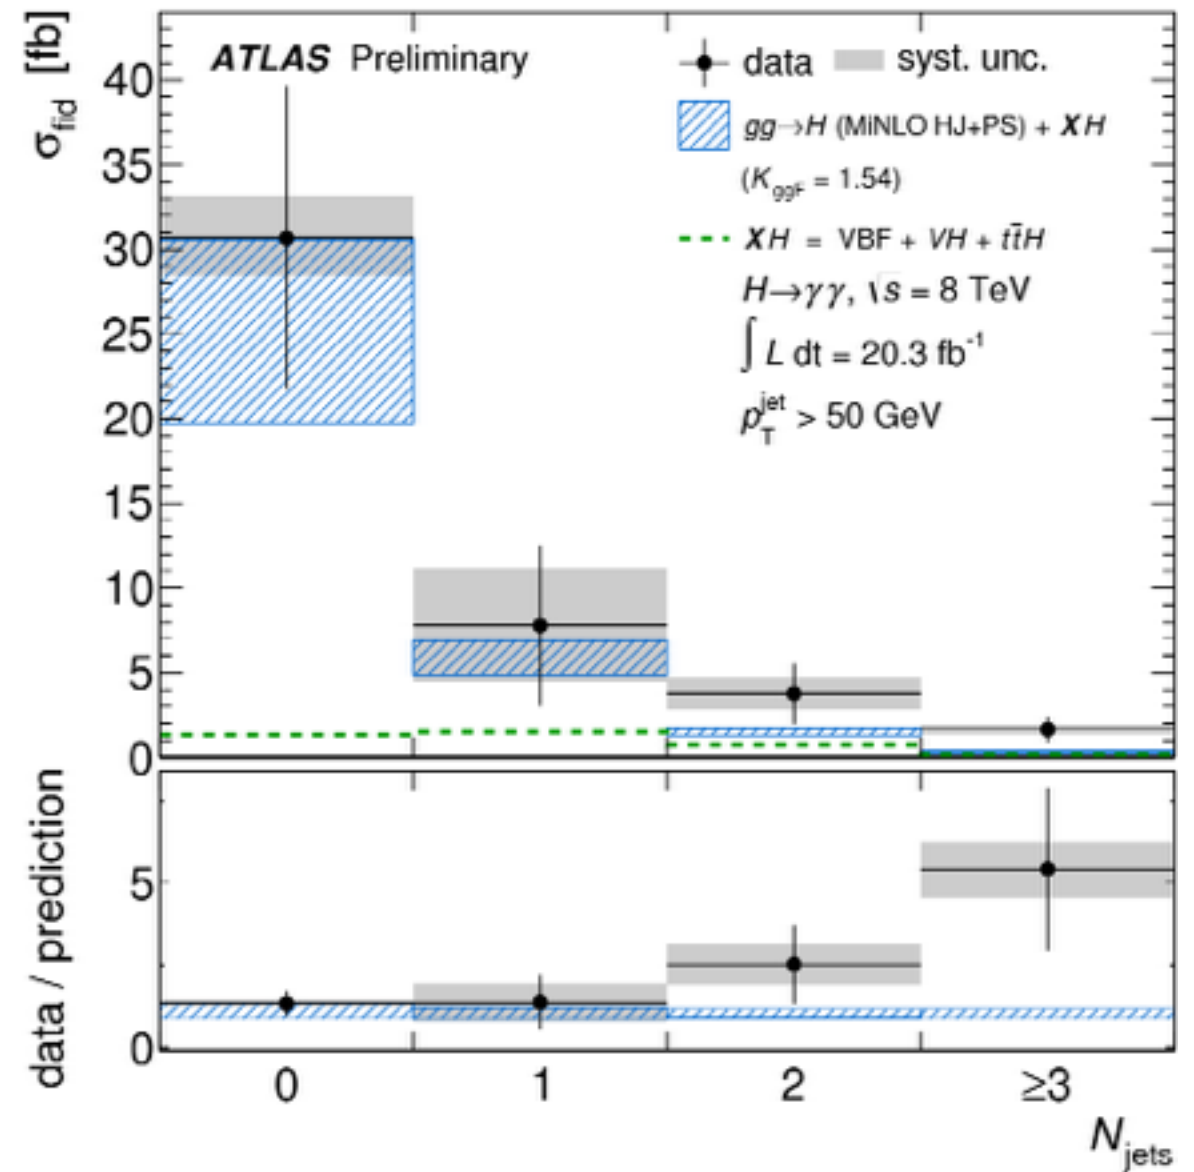 σfid [fb]
ATLAS Preliminary
data syst. unc.
gg→H (MiNLO HJ+PS) + XH
(KggF = 1.54)
XH = VBF + VH + tt̄H
H→γγ, √s = 8 TeV
∫ L dt = 20.3 fb-1
pTjet > 50 GeV
40
35
30
25
20
15
10
5
0
data / prediction
5
0
0 1 2 ≥3
Njets